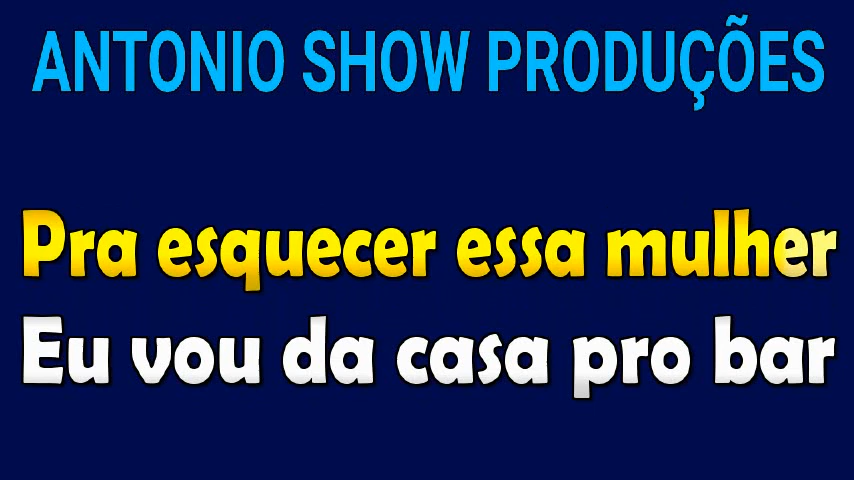 ANTONIO SHOW PRODUÇÕES
Pra esquecer essa mulher
Eu vou da casa pro bar